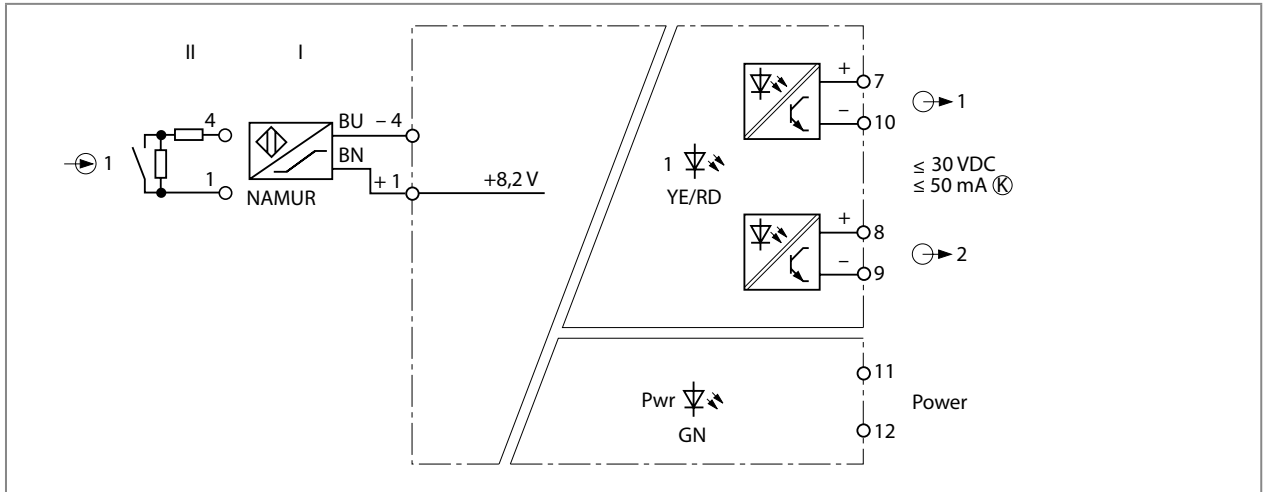 II I
4
1
1
BU
– 4
BN
+ 1
NAMUR
+8,2 V
1
YE/RD
+
7
–
10
1
≤ 30 VDC
≤ 50 mA Ⓚ
+
8
–
9
2
Pwr
GN
11
12
Power